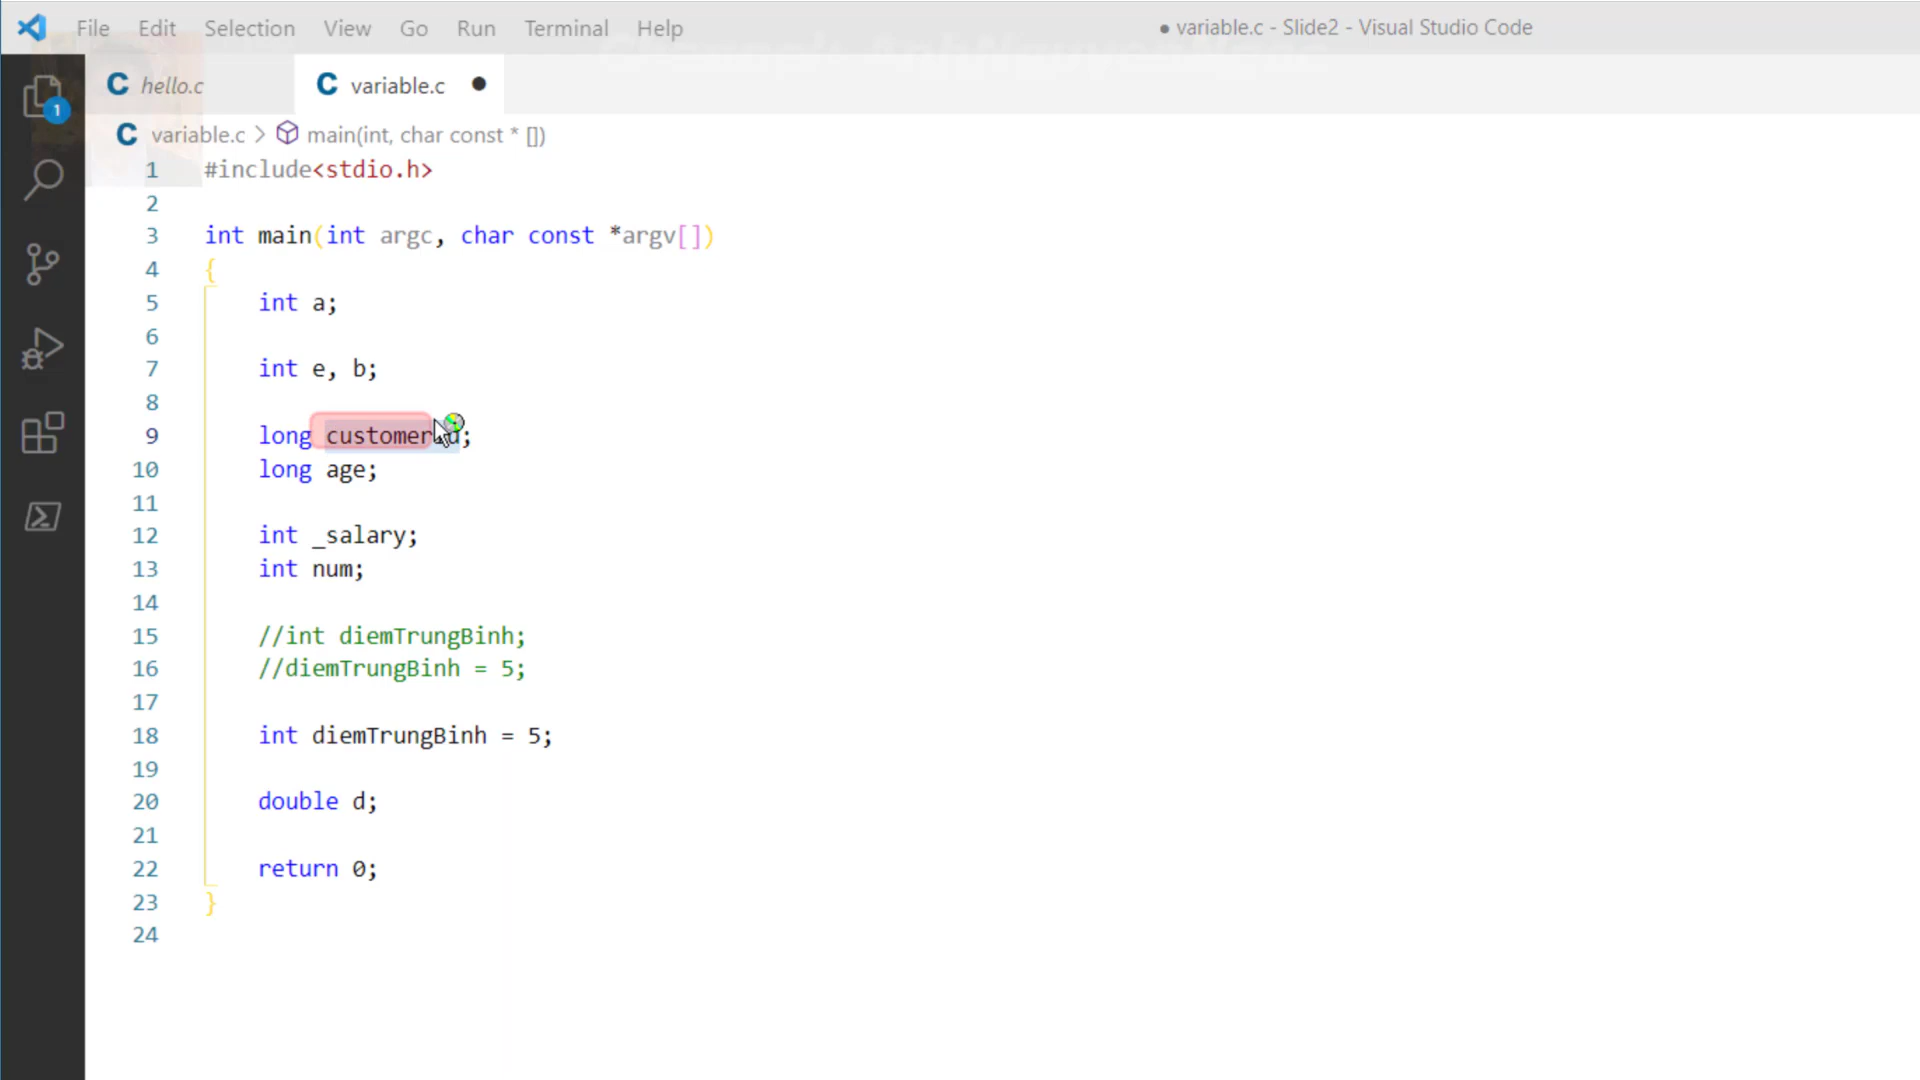 File Edit Selection View Go Run Terminal Help
● variable.c - Slide2 - Visual Studio Code
hello.c
variable.c ●
1
variable.c > main(int, char const * [])
1 #include<stdio.h>
2
3 int main(int argc, char const *argv[])
4 {
5 int a;
6
7 int e, b;
8
9 long
10 long age;
11
12 int _salary;
13 int num;
14
15 //int diemTrungBinh;
16 //diemTrungBinh = 5;
17
18 int diemTrungBinh = 5;
19
20 double d;
21
22 return 0;
23 }
24